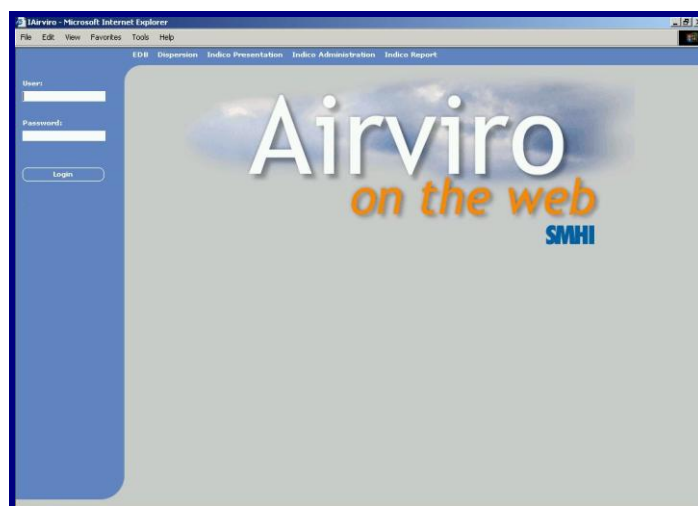 IAirviro - Microsoft Internet Explorer
File Edit View Favorites Tools Help
EDB Dispersion Indico Presentation Indico Administration Indico Report
User:
Password:
Login
Airviro
on the web
SMHI